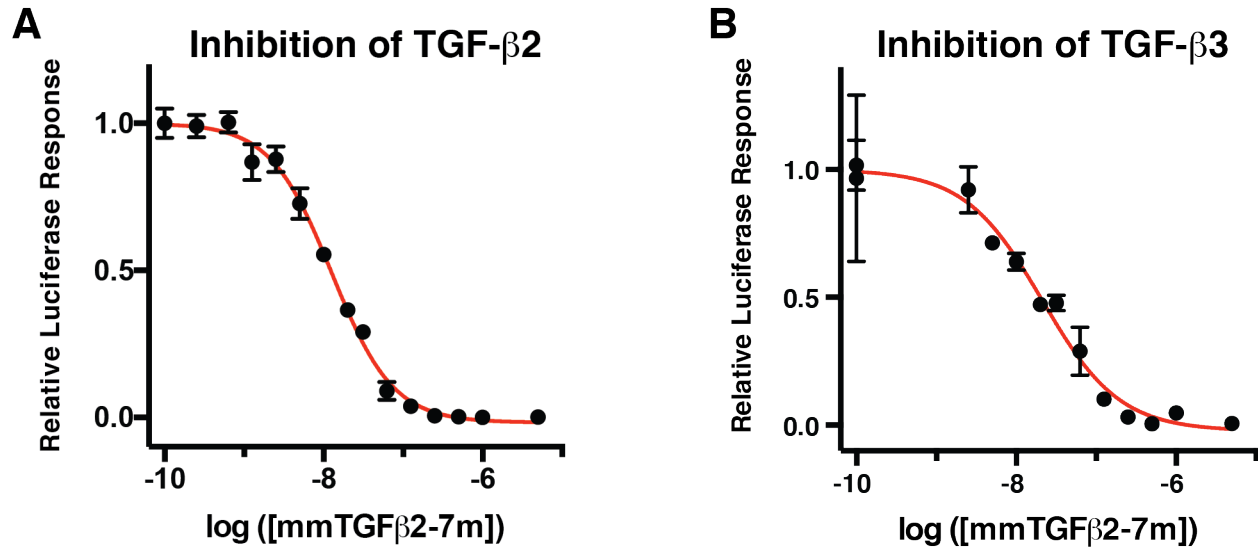 A
Inhibition of TGF-β2
Relative Luciferase Response
1.0
0.5
0.0
-10
-8
-6
log ([mmTGFβ2-7m])
B
Inhibition of TGF-β3
Relative Luciferase Response
1.0
0.5
0.0
-10
-8
-6
log ([mmTGFβ2-7m])